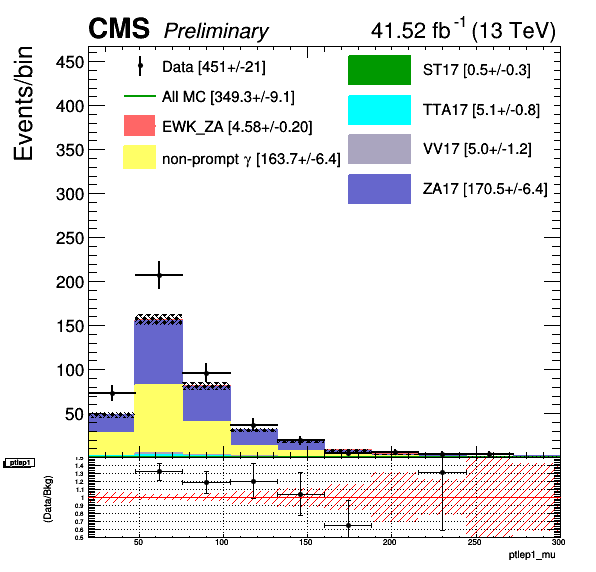 CMS Preliminary 41.52 fb⁻¹ (13 TeV)
Events/bin
450
400
350
300
250
200
150
100
50
Data [451+/-21]
All MC [349.3+/-9.1]
EWK_ZA [4.58+/-0.20]
non-prompt γ [163.7+/-6.4]
ST17 [0.5+/-0.3]
TTA17 [5.1+/-0.8]
VV17 [5.0+/-1.2]
ZA17 [170.5+/-6.4]
ptlep1
(Data/Bkg)
1.5
1.4
1.3
1.2
1.1
1
0.9
0.8
0.7
0.6
0.5
50 100 150 200 250 300
ptlep1_mu